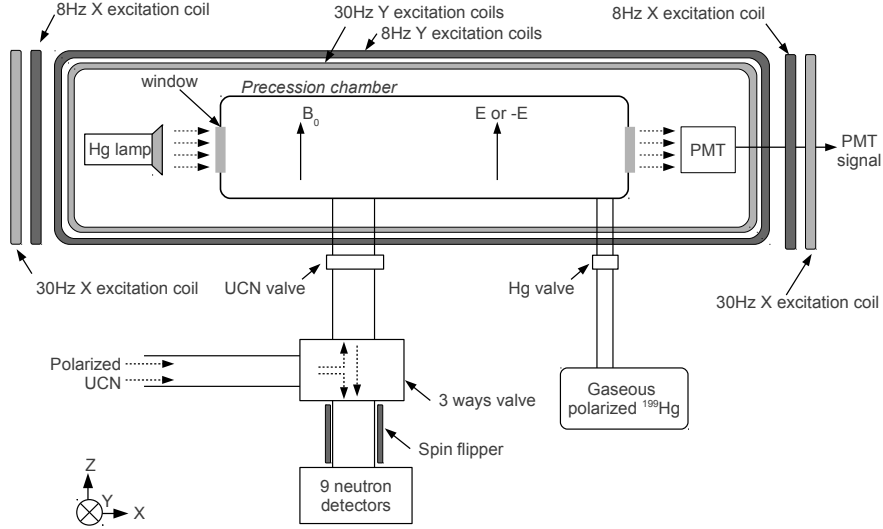 8Hz X excitation coil
30Hz Y excitation coils
8Hz Y excitation coils
8Hz X excitation coil
window
Precession chamber
B0
E or -E
Hg lamp
PMT
PMT
signal
30Hz X excitation coil
UCN valve
Hg valve
30Hz X excitation coil
Polarized
UCN
3 ways valve
Gaseous
polarized 199Hg
Spin flipper
9 neutron
detectors
Z
Y
X